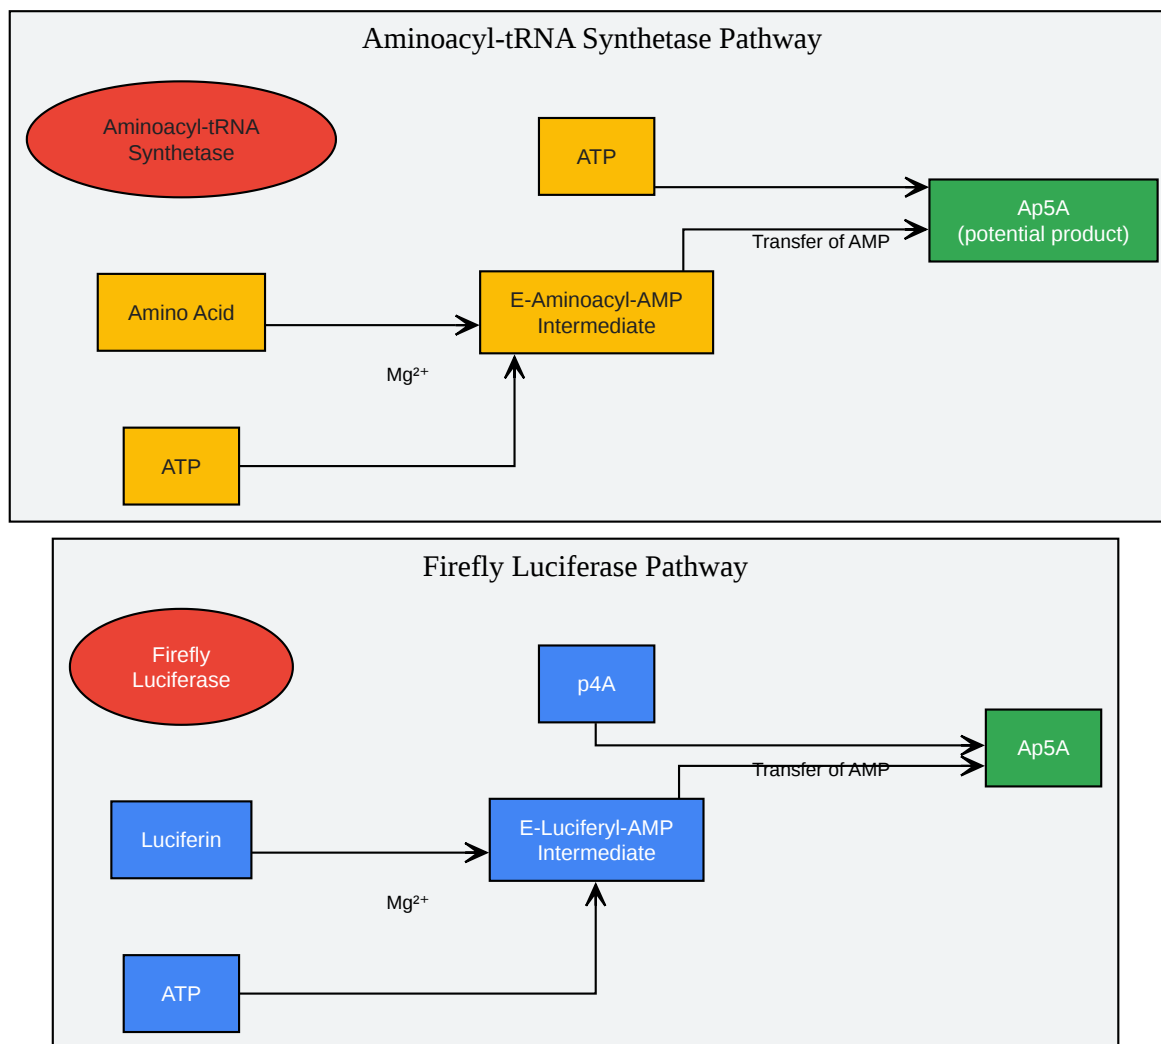 Aminoacyl-tRNA Synthetase Pathway
Aminoacyl-tRNA
Synthetase
ATP
Ap5A
(potential product)
Transfer of AMP
E-Aminoacyl-AMP
Intermediate
Amino Acid
Mg²⁺
ATP
Firefly Luciferase Pathway
Firefly
Luciferase
p4A
Ap5A
Transfer of AMP
E-Luciferyl-AMP
Intermediate
Luciferin
Mg²⁺
ATP